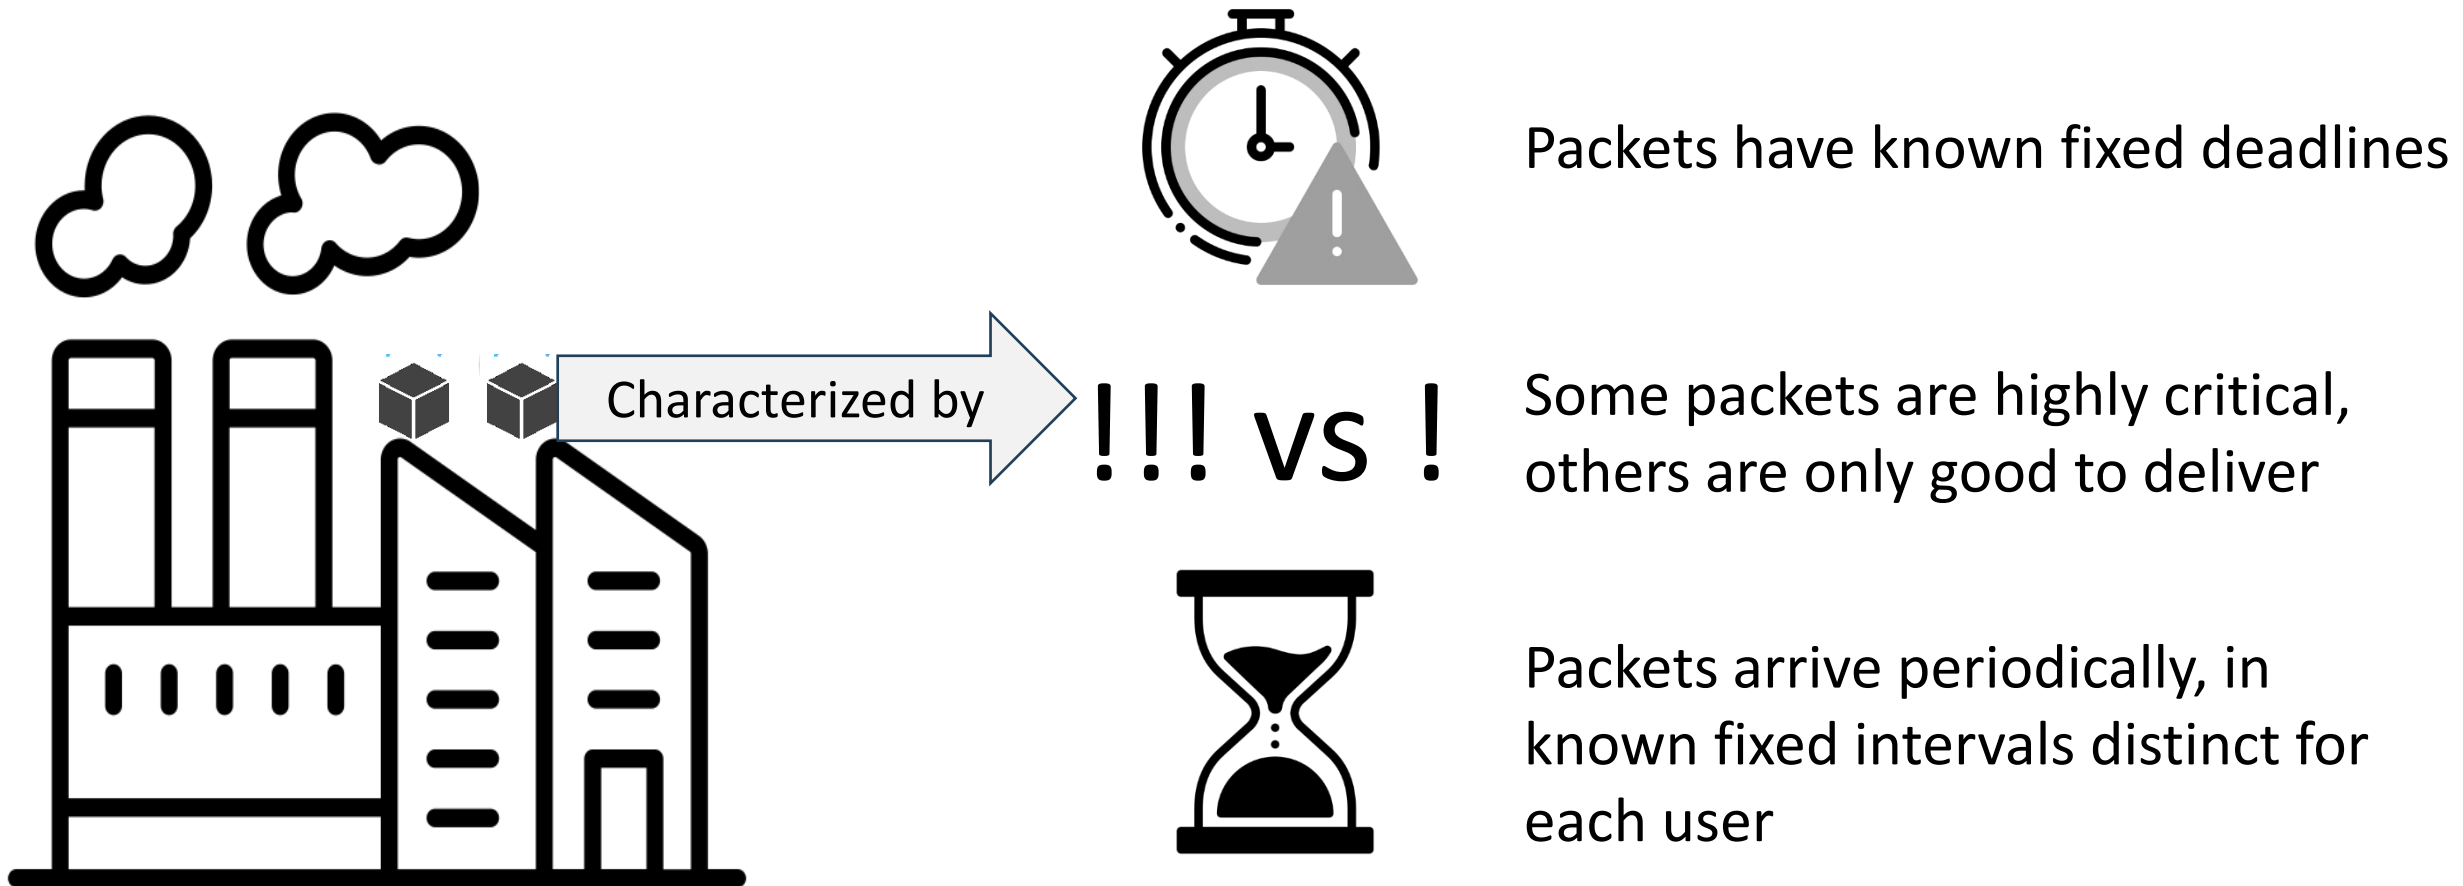 Packets have known fixed deadlines
Characterized by
!!! vs !
Some packets are highly critical,
others are only good to deliver
Packets arrive periodically, in
known fixed intervals distinct for
each user